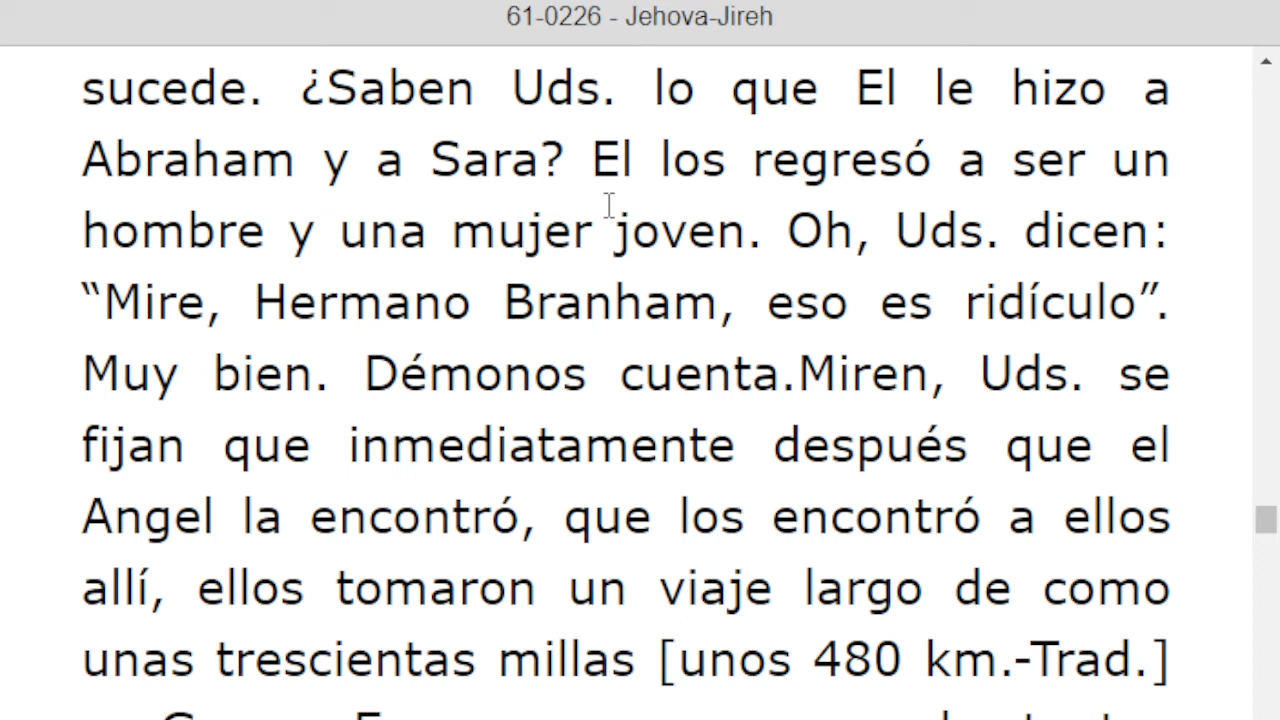 61-0226 - Jehova-Jireh
sucede. ¿Saben Uds. lo que El le hizo a
Abraham y a Sara? El los regresó a ser un
hombre y una mujer joven. Oh, Uds. dicen:
“Mire, Hermano Branham, eso es ridículo”.
Muy bien. Démonos cuenta.Miren, Uds. se
fijan que inmediatamente después que el
Angel la encontró, que los encontró a ellos
allí, ellos tomaron un viaje largo de como
unas trescientas millas [unos 480 km.-Trad.]